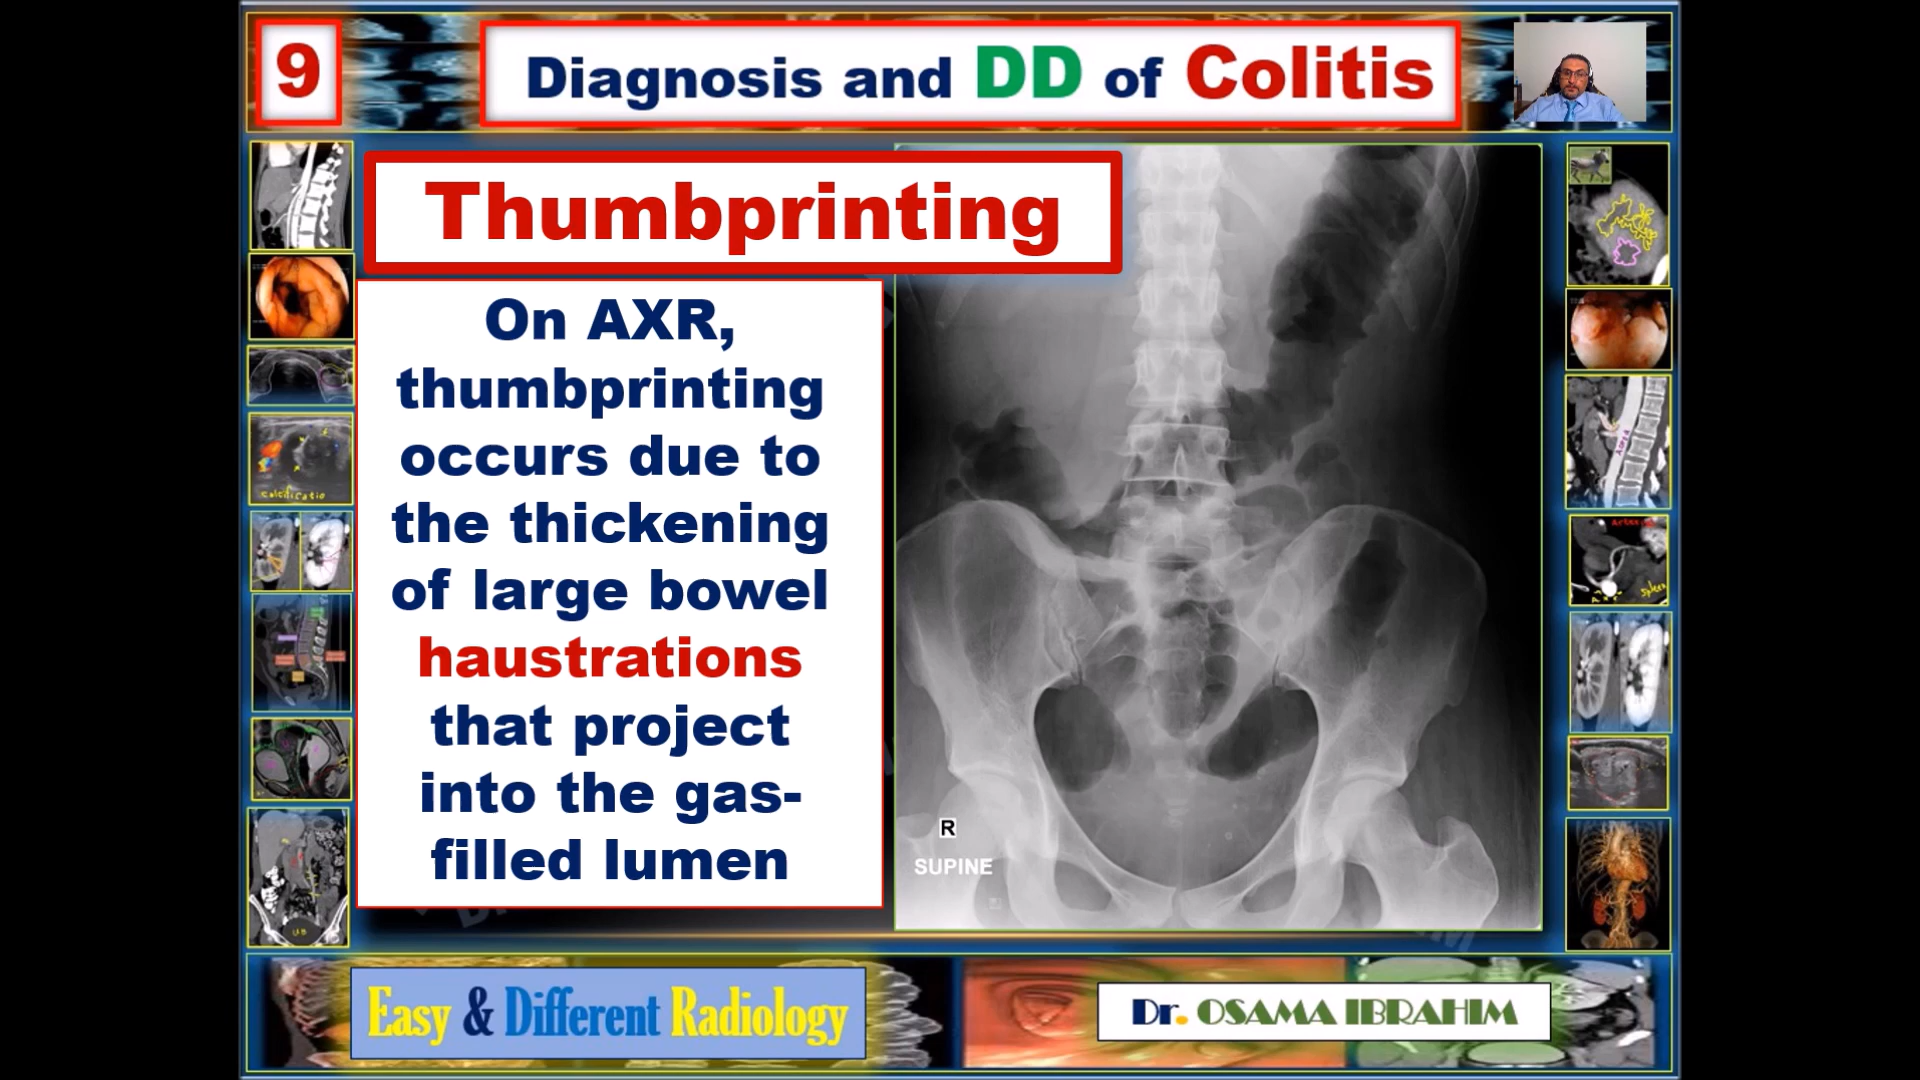 9
Diagnosis and DD of Colitis
Thumbprinting
On AXR,
thumbprinting
occurs due to
the thickening
of large bowel
haustrations
that project
into the gas-
filled lumen
R
SUPINE
Easy & Different Radiology
Dr. OSAMA IBRAHIM